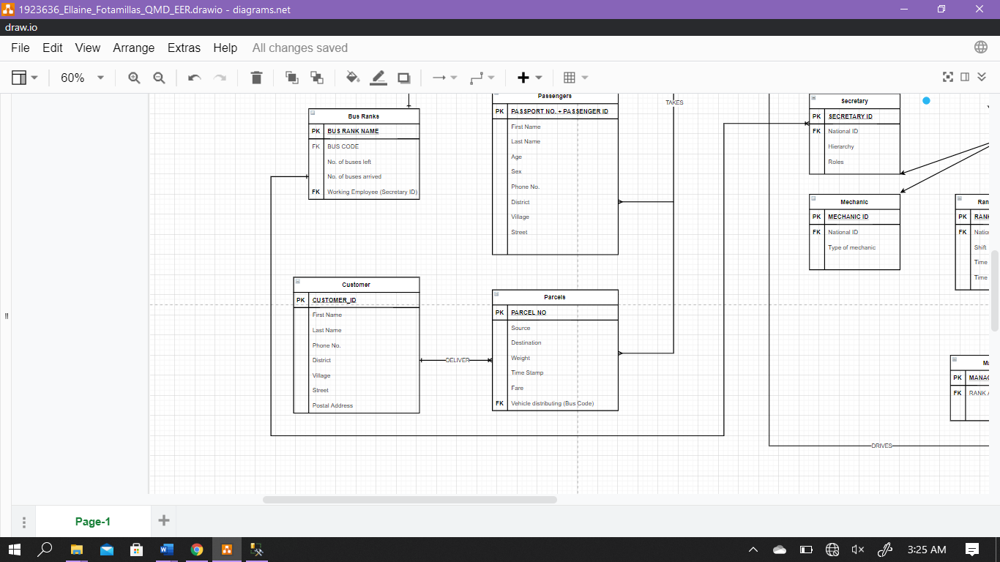 1923636_Ellaine_Fotamillas_QMD_EER.drawio - diagrams.net
draw.io
File Edit View Arrange Extras Help All changes saved
60%
Passengers
PK PASSPORT NO. + PASSENGER ID
First Name
Last Name
Age
Sex
Phone No.
District
Village
Street
TAKES
Bus Ranks
PK BUS RANK NAME
FK BUS CODE
No. of buses left
No. of buses arrived
FK Working Employee (Secretary ID)
Secretary
PK SECRETARY ID
FK National ID
Hierarchy
Roles
Mechanic
PK MECHANIC ID
FK National ID
Type of mechanic
Ran
PK RANK
FK Natio
Shift
Time
Time
Customer
PK CUSTOMER_ID
First Name
Last Name
Phone No.
District
Village
Street
Postal Address
DELIVER
Parcels
PK PARCEL NO
Source
Destination
Weight
Time Stamp
Fare
FK Vehicle distributing (Bus Code)
Ma
PK MANAG
FK RANK A
DRIVES
Page-1
3:25 AM